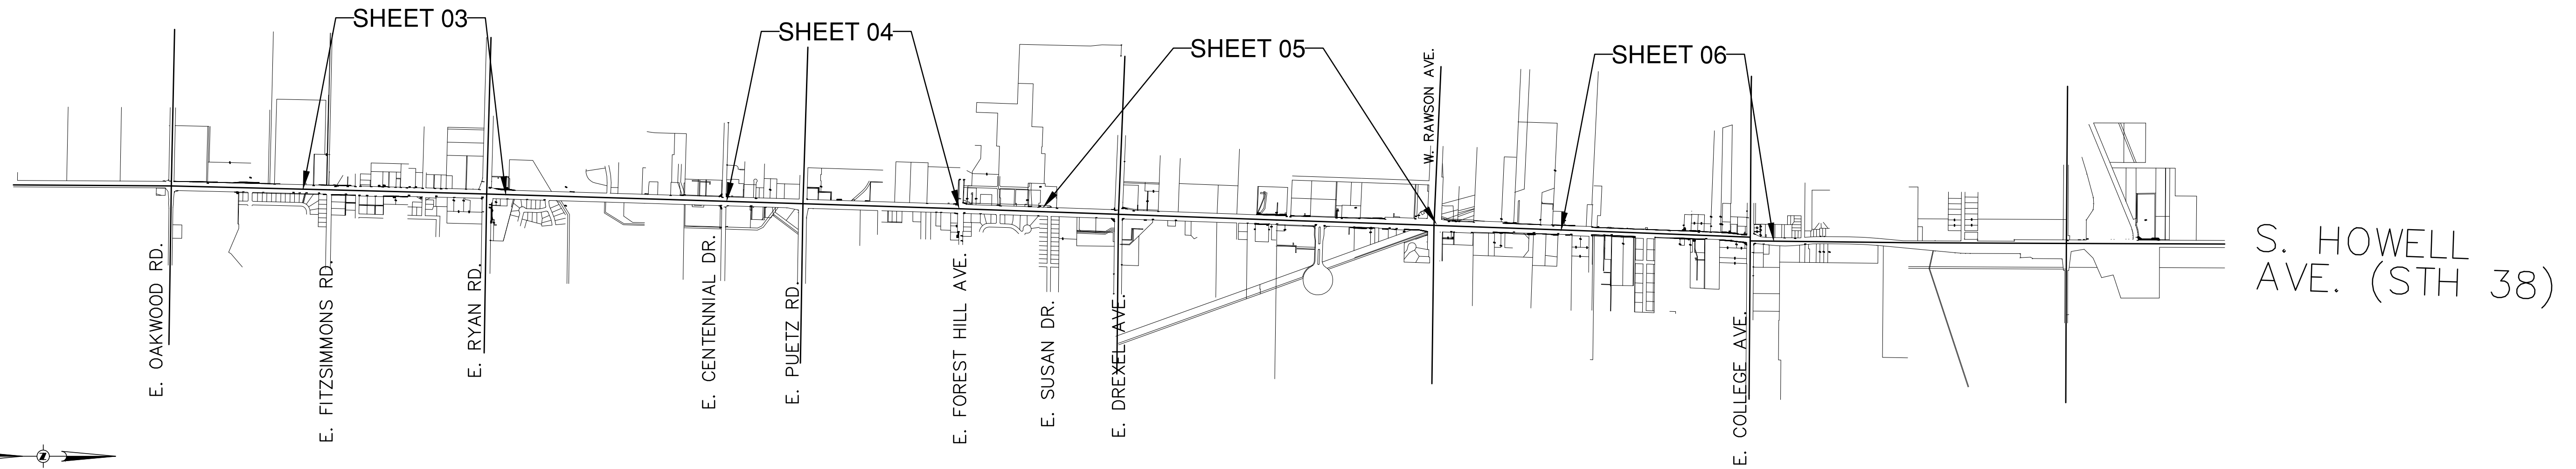 SHEET 03
SHEET 04
SHEET 05
SHEET 06
W. RAWSON AVE.
E. OAKWOOD RD.
E. FITZSIMMONS RD.
E. RYAN RD.
E. CENTENNIAL DR.
E. PUETZ RD.
E. FOREST HILL AVE.
E. SUSAN DR.
E. DREXEL AVE.
E. COLLEGE AVE.
S. HOWELL
AVE. (STH 38)
N